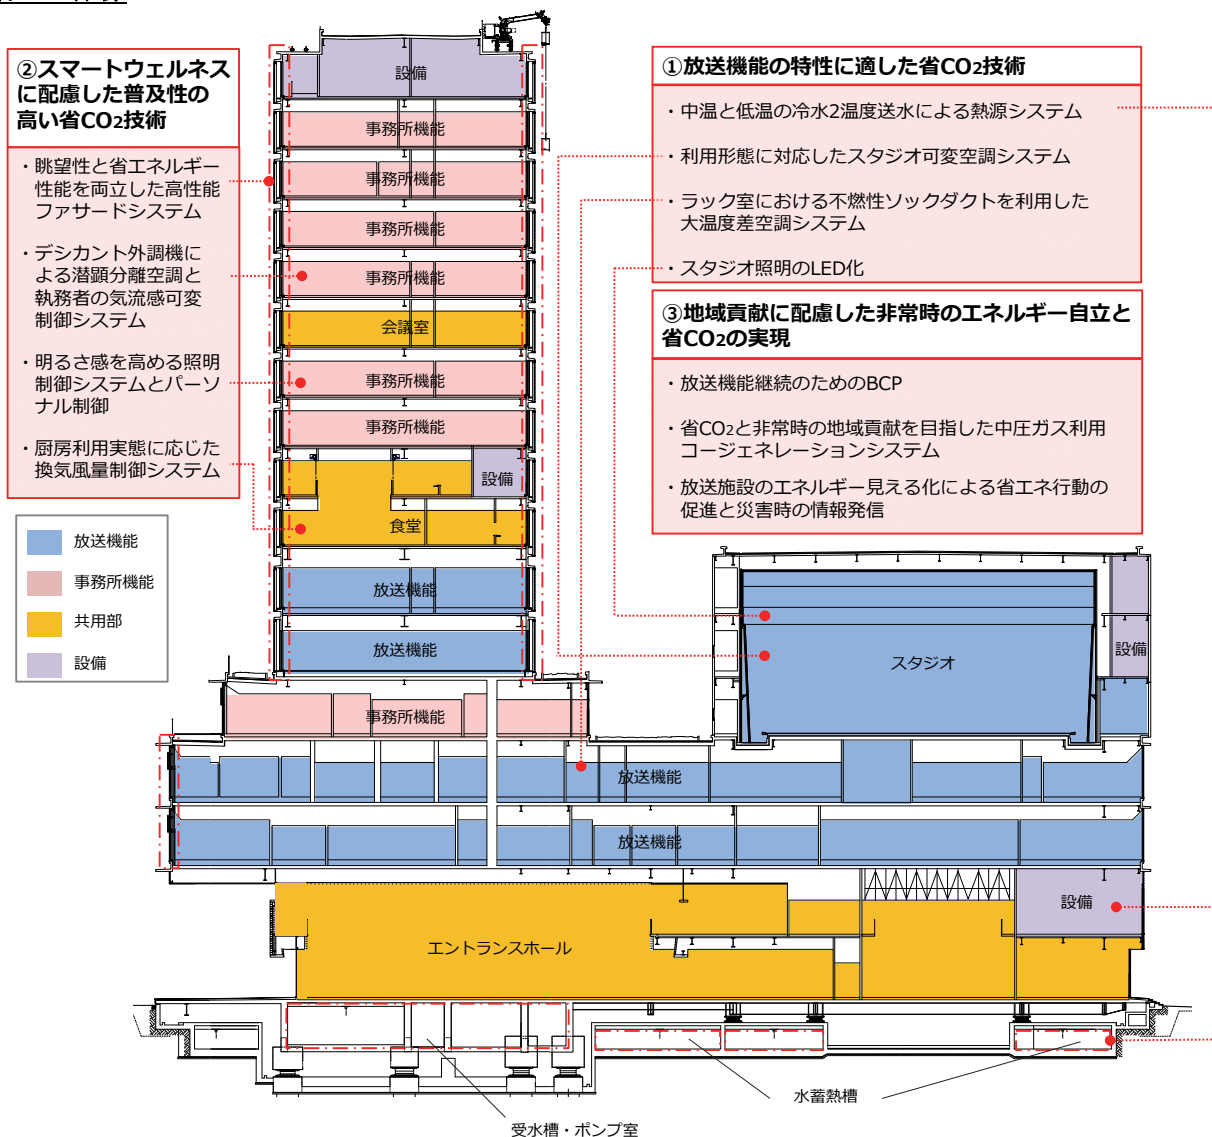 ②スマートウェルネス
に配慮した普及性の
高い省CO₂技術
・眺望性と省エネルギー
性能を両立した高性能
ファサードシステム
・デシカント外調機に
よる潜顕分離空調と
執務者の気流感可変
制御システム
・明るさ感を高める照明
制御システムとパーソ
ナル制御
・厨房利用実態に応じた
換気風量制御システム
放送機能
事務所機能
共用部
設備
①放送機能の特性に適した省CO₂技術
・中温と低温の冷水2温度送水による熱源システム
・利用形態に対応したスタジオ可変空調システム
・ラック室における不燃性ソックダクトを利用した
大温度差空調システム
・スタジオ照明のLED化
③地域貢献に配慮した非常時のエネルギー自立と
省CO₂の実現
・放送機能継続のためのBCP
・省CO₂と非常時の地域貢献を目指した中圧ガス利用
コージェネレーションシステム
・放送施設のエネルギー見える化による省エネ行動の
促進と災害時の情報発信
設備
事務所機能
事務所機能
事務所機能
事務所機能
会議室
事務所機能
事務所機能
設備
食堂
放送機能
放送機能
スタジオ
設備
事務所機能
放送機能
放送機能
設備
エントランスホール
水蓄熱槽
受水槽・ポンプ室